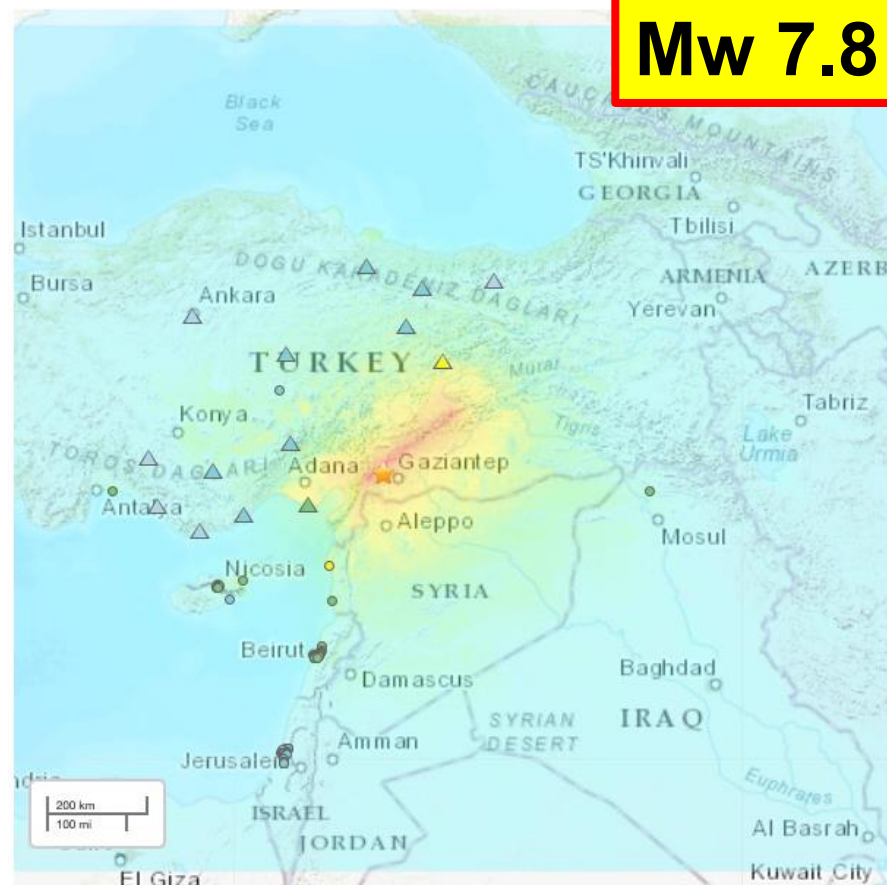 Mw 7.8
CAUCASUS MOUNTAINS
Black
Sea
TS'Khinvali
GEORGIA
Tbilisi
Istanbul
DOGU KARADENIZ DAGLARI
ARMENIA
AZERB
Bursa
Ankara
Yerevan
TURKEY
Murat
Tabriz
Konya
Tigris
Lake
Urmia
TOROS DAGLARI
Adana
Gaziantep
Antalya
Aleppo
Mosul
Nicosia
SYRIA
Beirut
Damascus
Baghdad
SYRIAN
DESERT
IRAQ
Amman
Jerusalem
Euphrates
200 km
100 mi
ISRAEL
JORDAN
Al Basrah
El Giza
Kuwait City